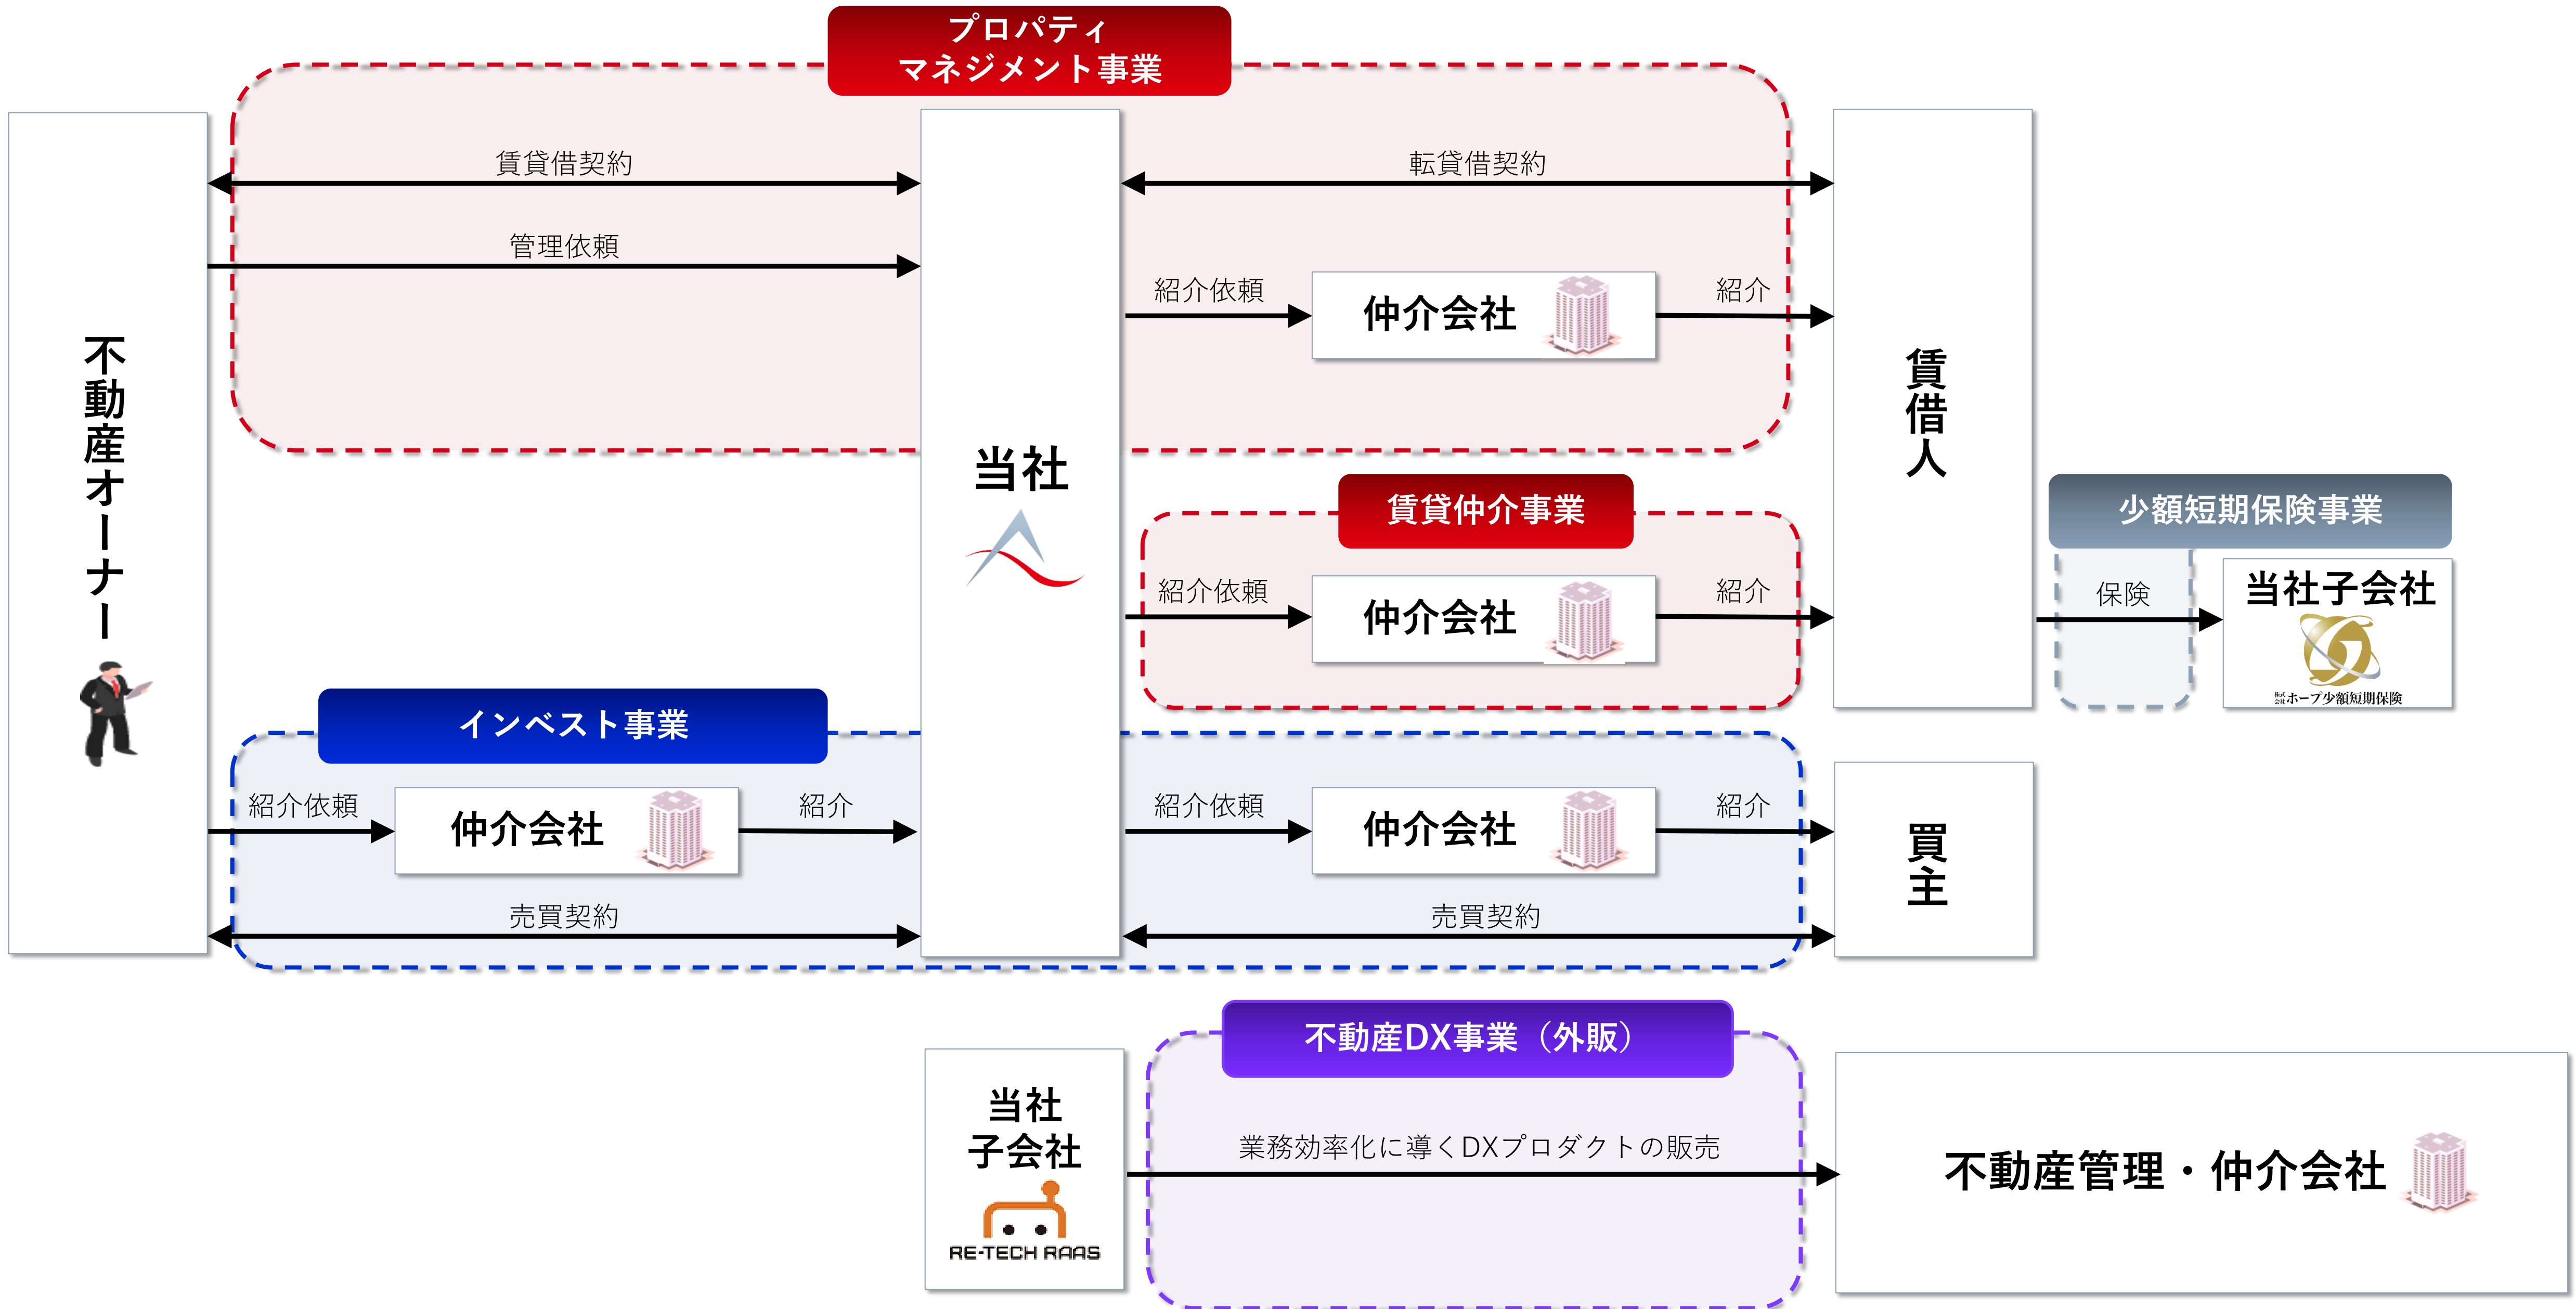 プロパティ
マネジメント事業
不動産オーナー
賃貸借契約
管理依頼
当社
転貸借契約
紹介依頼
仲介会社
紹介
賃借人
賃貸仲介事業
紹介依頼
仲介会社
紹介
少額短期保険事業
保険
当社子会社
株式
会社
ホープ少額短期保険
インベスト事業
紹介依頼
仲介会社
紹介
紹介依頼
仲介会社
紹介
売買契約
売買契約
買主
不動産DX事業（外販）
当社
子会社
RE-TECH RAAS
業務効率化に導くDXプロダクトの販売
不動産管理・仲介会社